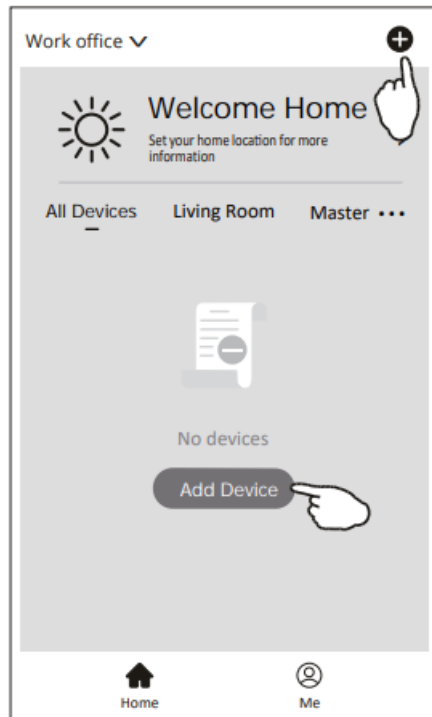 Work office
Welcome Home
Set your home location for more
information
All Devices Living Room Master
No devices
Add Device
Home Me